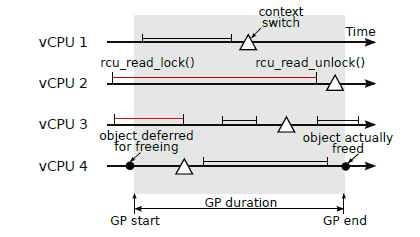 context
switch
Time
vCPU 1
rcu_read_lock()
rcu_read_unlock()
vCPU 2
vCPU 3
object deferred
for freeing
object actually
freed
vCPU 4
GP duration
GP start
GP end